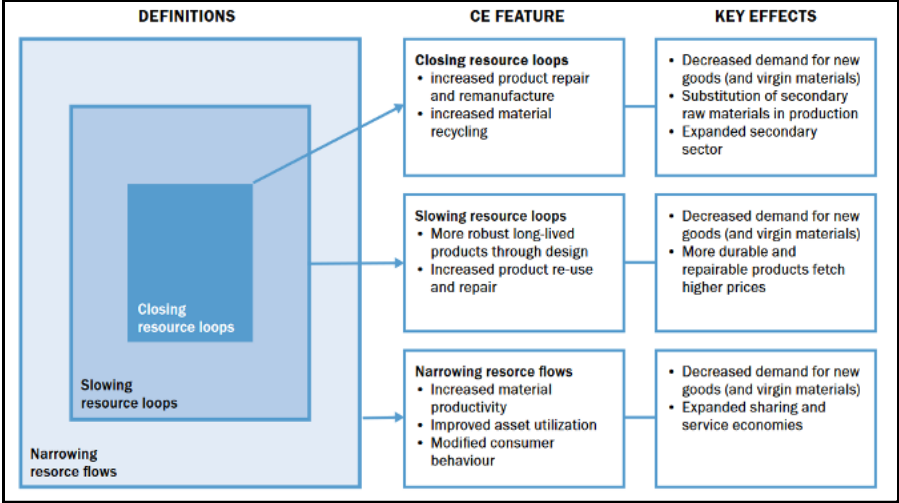 DEFINITIONS
CE FEATURE
KEY EFFECTS
Closing
resource loops
Slowing
resource loops
Narrowing
resorce flows
Closing resource loops
• increased product repair
and remanufacture
• increased material
recycling
• Decreased demand for new
goods (and virgin materials)
• Substitution of secondary
raw materials in production
• Expanded secondary
sector
Slowing resource loops
• More robust long-lived
products through design
• Increased product re-use
and repair
• Decreased demand for new
goods (and virgin materials)
• More durable and
repairable products fetch
higher prices
Narrowing resorce flows
• Increased material
productivity
• Improved asset utilization
• Modified consumer
behaviour
• Decreased demand for new
goods (and virgin materials)
• Expanded sharing and
service economies